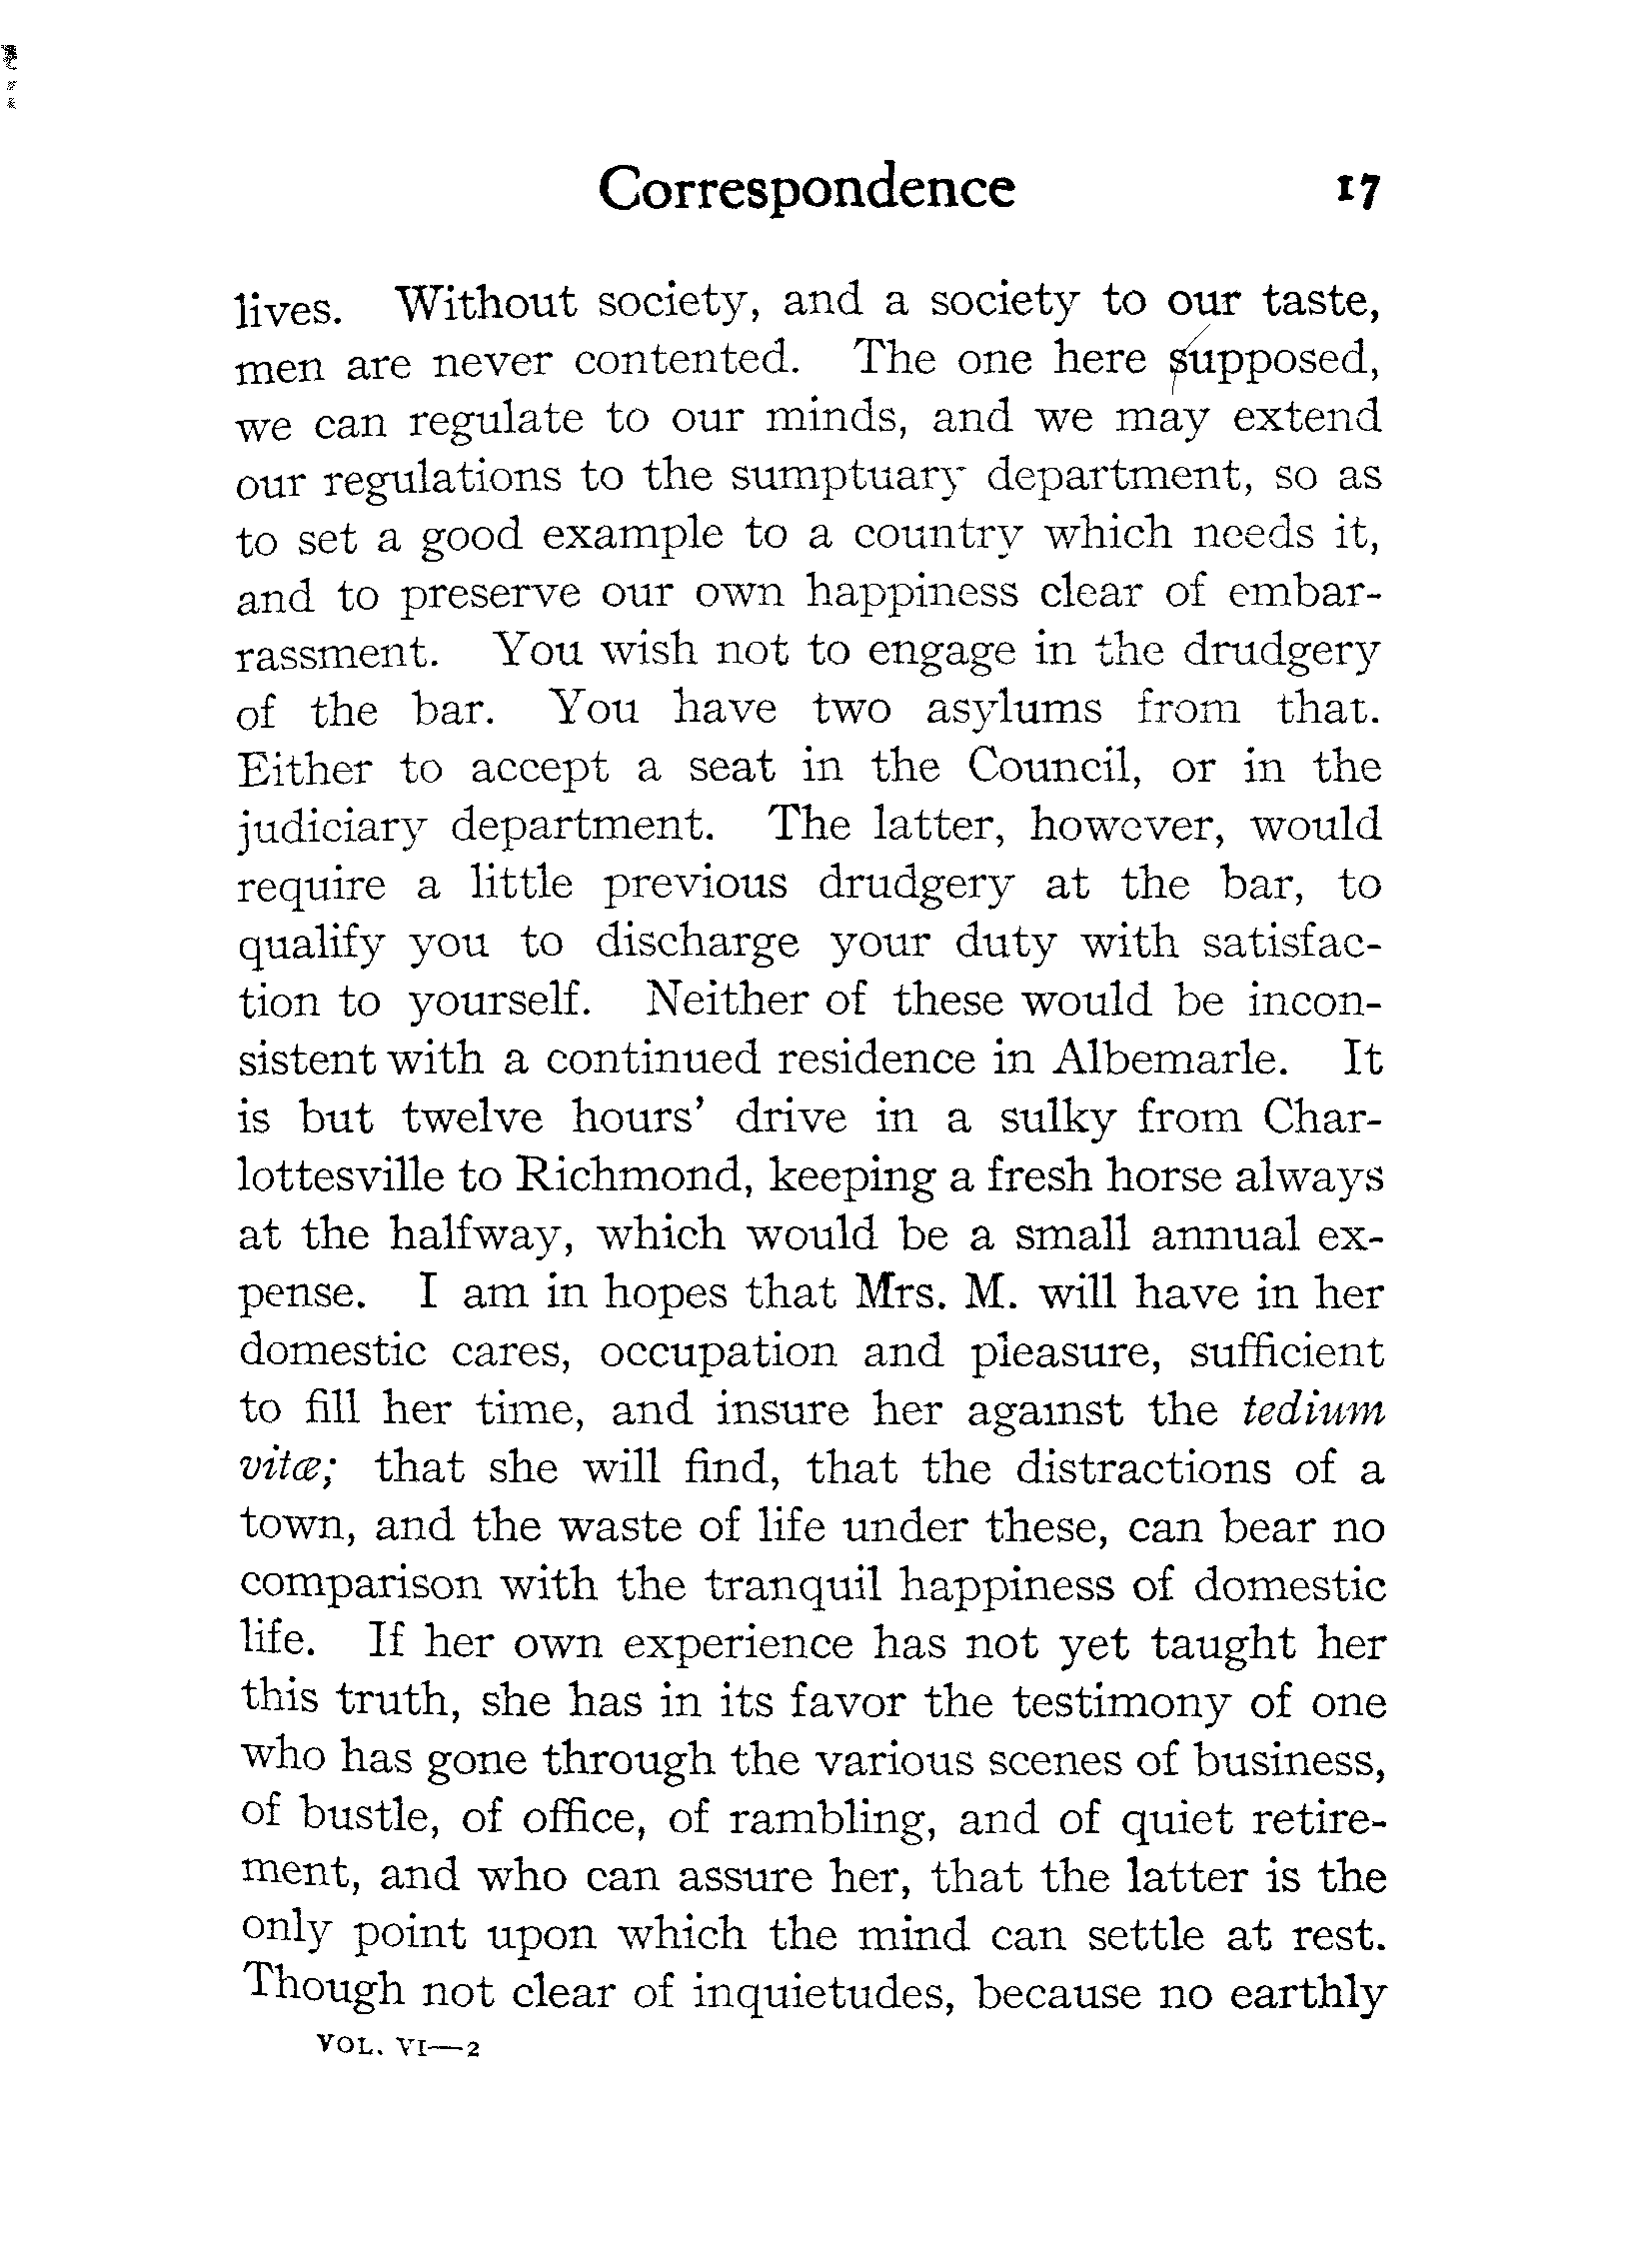 Correspondence 17
lives. Without society, and a society to our taste,
men are never contented. The one here supposed,
we can regulate to our minds, and we may extend
our regulations to the sumptuary department, so as
to set a good example to a country which needs it,
and to preserve our own happiness clear of embar-
rassment. You wish not to engage in the drudgery
of the bar. You have two asylums from that.
Either to accept a seat in the Council, or in the
judiciary department. The latter, however, would
require a little previous drudgery at the bar, to
qualify you to discharge your duty with satisfac-
tion to yourself. Neither of these would be incon-
sistent with a continued residence in Albemarle. It
is but twelve hours' drive in a sulky from Char-
lottesville to Richmond, keeping a fresh horse always
at the halfway, which would be a small annual ex-
pense. I am in hopes that Mrs. M. will have in her
domestic cares, occupation and pleasure, sufficient
to fill her time, and insure her against the tedium
vitæ; that she will find, that the distractions of a
town, and the waste of life under these, can bear no
comparison with the tranquil happiness of domestic
life. If her own experience has not yet taught her
this truth, she has in its favor the testimony of one
who has gone through the various scenes of business,
of bustle, of office, of rambling, and of quiet retire-
ment, and who can assure her, that the latter is the
only point upon which the mind can settle at rest.
Though not clear of inquietudes, because no earthly
VOL. VI—2